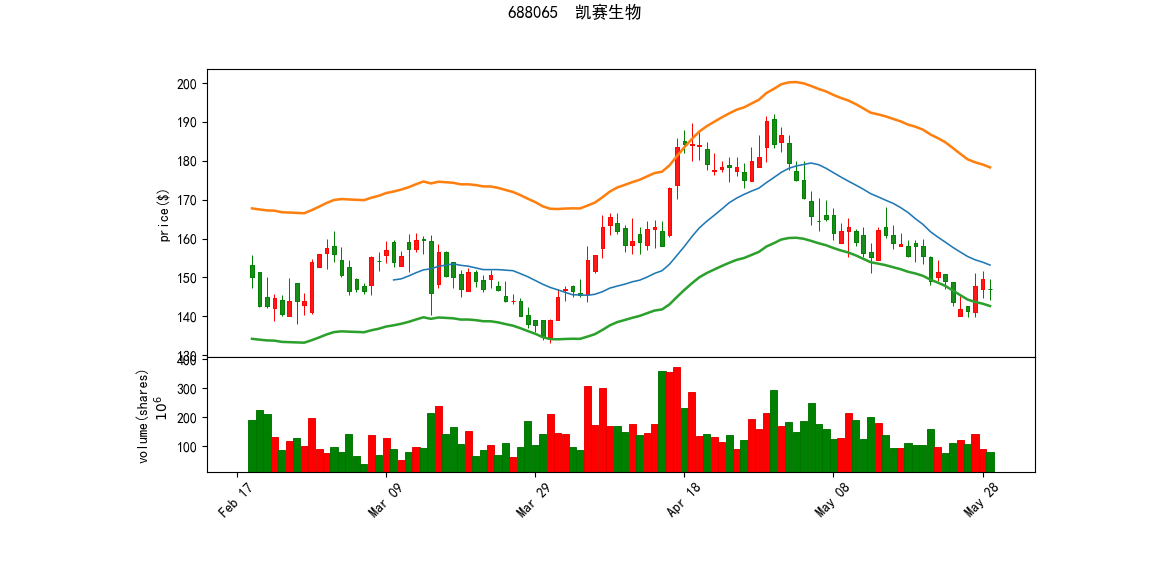 688065 凯赛生物
200
190
180
170
160
150
140
130
price($)
400
300
200
100
volume(shares)
10^6
Feb 17
Mar 09
Mar 29
Apr 18
May 08
May 28